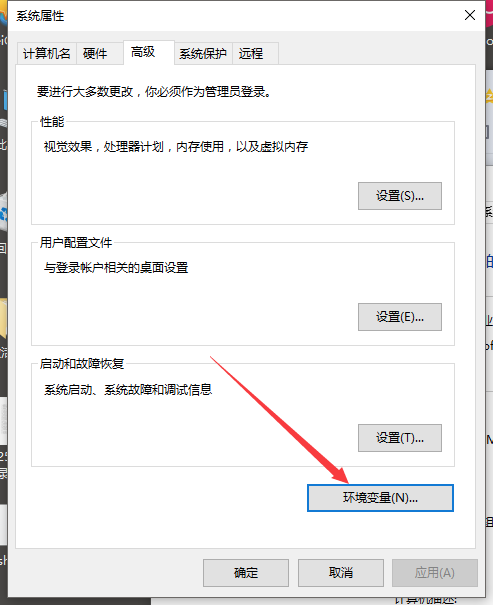 系统属性
计算机名 硬件 高级 系统保护 远程
要进行大多数更改，你必须作为管理员登录。
性能
视觉效果，处理器计划，内存使用，以及虚拟内存
设置(S)...
用户配置文件
与登录帐户相关的桌面设置
设置(E)...
启动和故障恢复
系统启动、系统故障和调试信息
设置(T)...
环境变量(N)...
确定 取消 应用(A)
计算机描述: